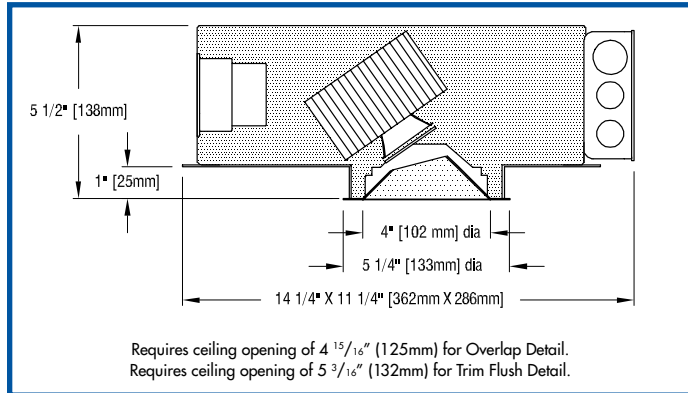 5 1/2" [138mm]
1" [25mm]
4" [102 mm] dia
5 1/4" [133mm] dia
14 1/4" X 11 1/4" [362mm X 286mm]
Requires ceiling opening of 4 15/16" (125mm) for Overlap Detail.
Requires ceiling opening of 5 3/16" (132mm) for Trim Flush Detail.